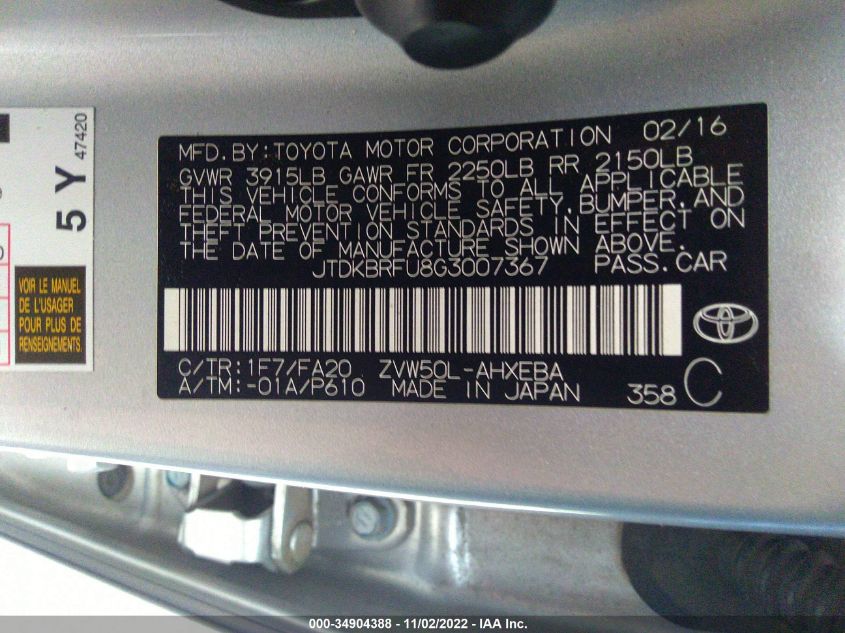 MFD.BY:TOYOTA MOTOR CORPORATION 02/16
GVWR 3915LB GAWR FR 2250LB RR 2150LB
THIS VEHICLE CONFORMS TO ALL APPLICABLE
FEDERAL MOTOR VEHICLE SAFETY, BUMPER, AND
THEFT PREVENTION STANDARDS IN EFFECT ON
THE DATE OF MANUFACTURE SHOWN ABOVE.
JTDKBRFU8G3007367 PASS.CAR
C/TR:1F7/FA20 ZVW50L-AHXEBA
A/TM:-01A/P610 MADE IN JAPAN 358 C
5 Y 47420
VOIR LE MANUEL
DE L'USAGER
POUR PLUS DE
RENSEIGNEMENTS.
000-34904388 - 11/02/2022 - IAA Inc.